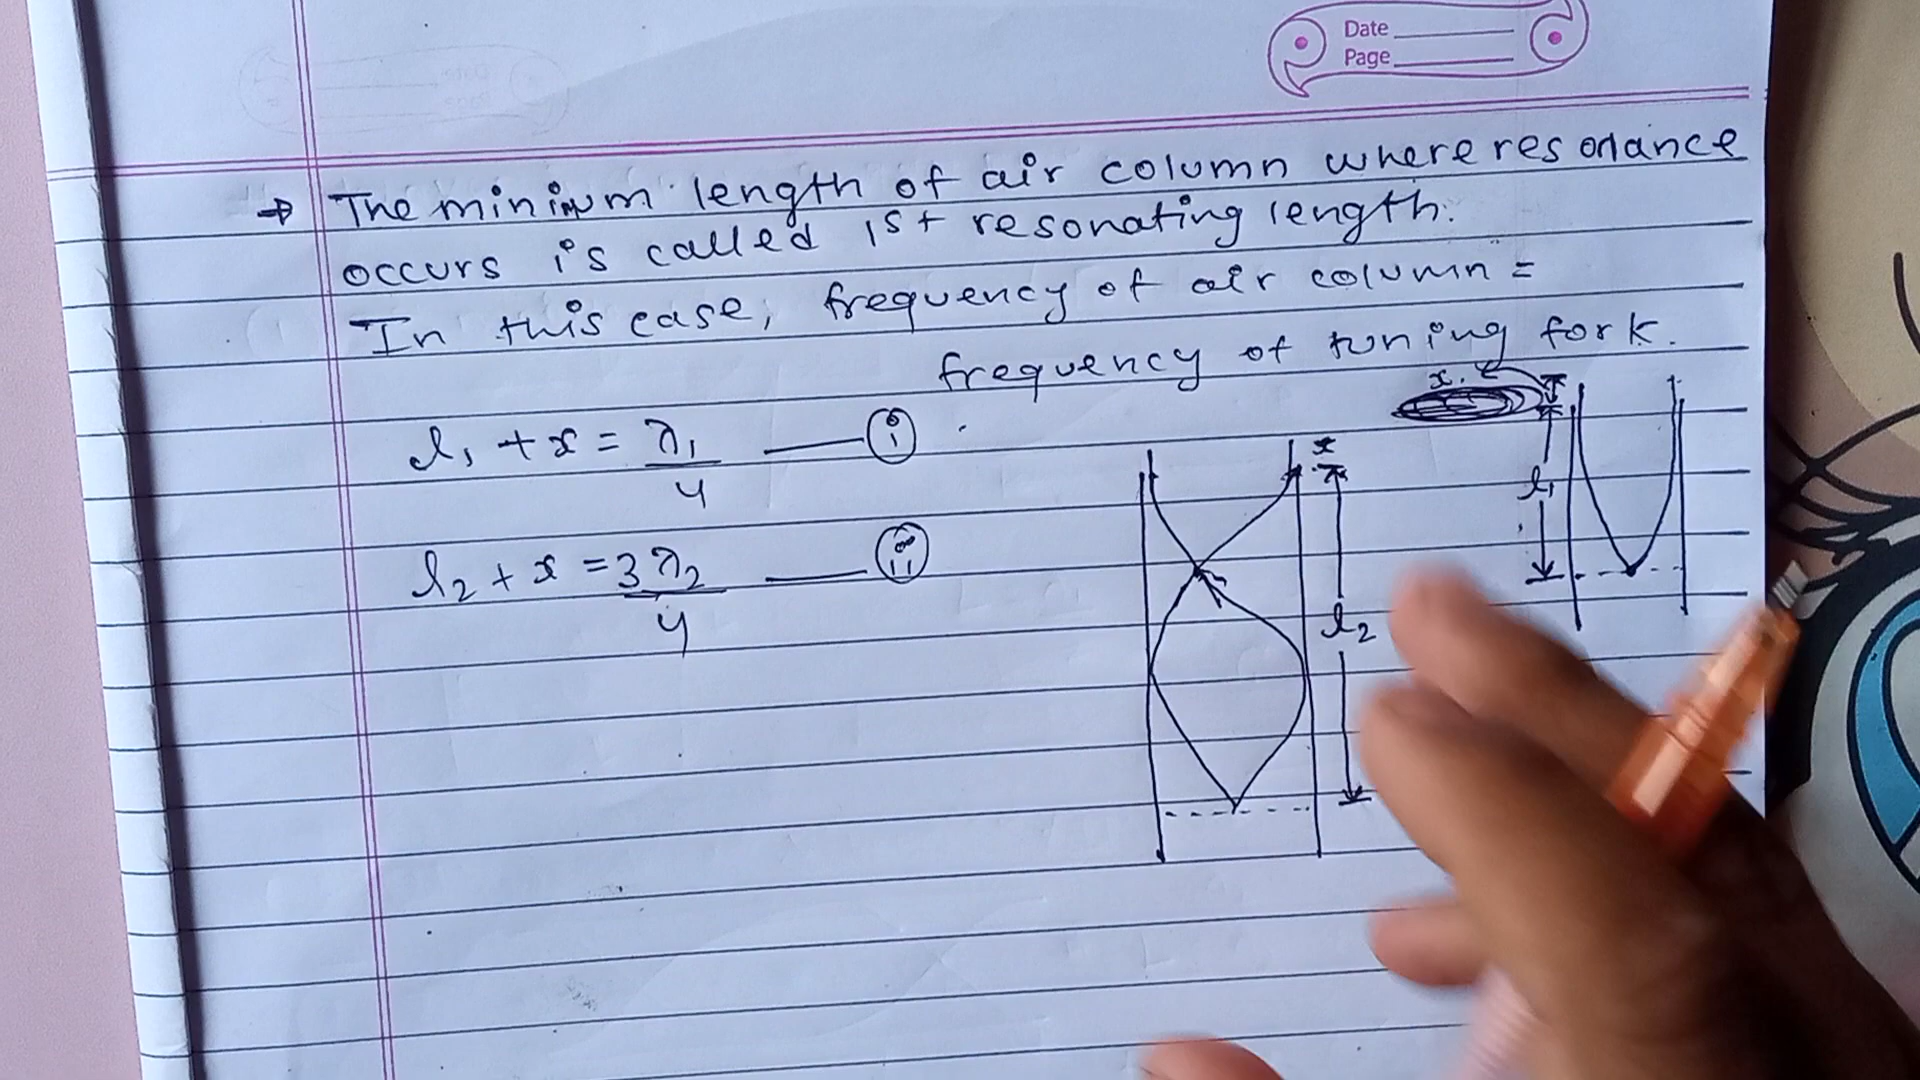 Date
Page
→ The minimum length of air column where resonance
occurs is called 1st resonating length.
In this case, frequency of air column =
frequency of tuning fork.
l₁ + x = λ₁/4 —— (i)
l₂ + x = 3λ₂/4 —— (ii)
x
l₁
x
l₂